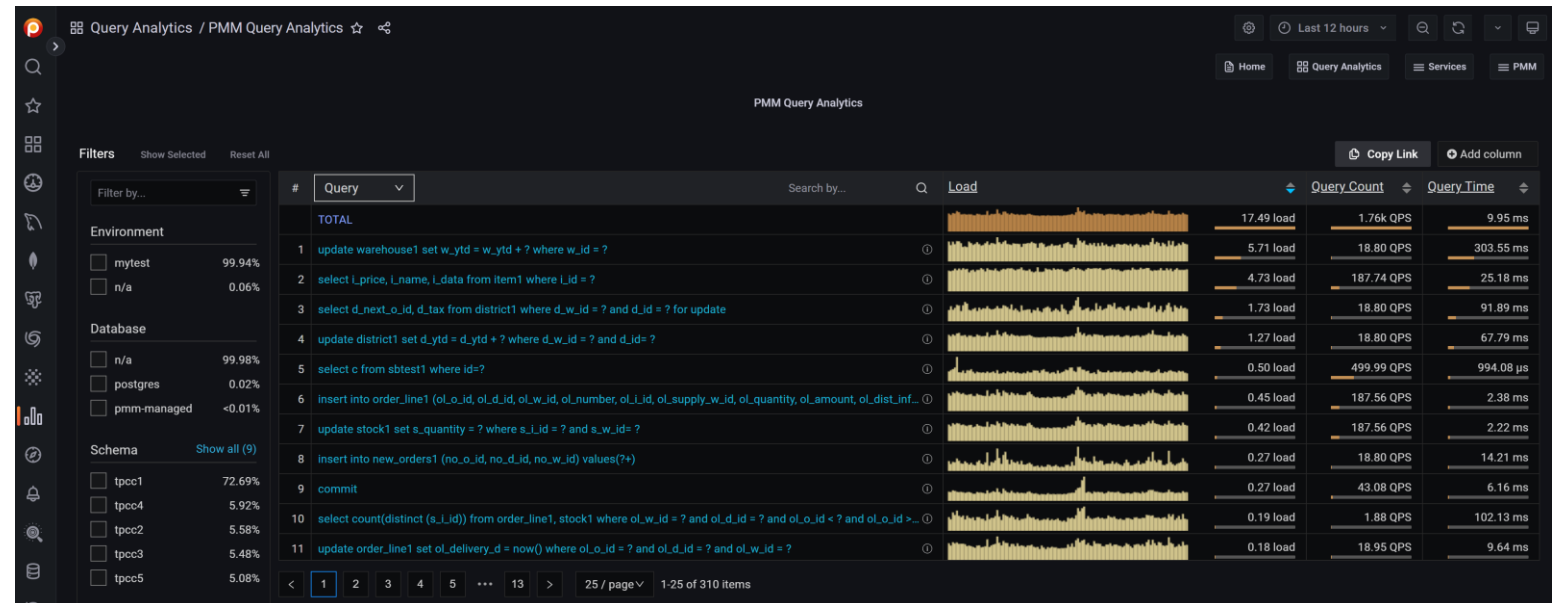 Query Analytics / PMM Query Analytics
Last 12 hours
Home Query Analytics Services PMM
PMM Query Analytics
Filters Show Selected Reset All
Copy Link Add column
Filter by...
# Query Search by... Load Query Count Query Time
TOTAL 17.49 load 1.76k QPS 9.95 ms
1 update warehouse1 set w_ytd = w_ytd + ? where w_id = ? 5.71 load 18.80 QPS 303.55 ms
2 select i_price, i_name, i_data from item1 where i_id = ? 4.73 load 187.74 QPS 25.18 ms
3 select d_next_o_id, d_tax from district1 where d_w_id = ? and d_id = ? for update 1.73 load 18.80 QPS 91.89 ms
4 update district1 set d_ytd = d_ytd + ? where d_w_id = ? and d_id= ? 1.27 load 18.80 QPS 67.79 ms
5 select c from sbtest1 where id=? 0.50 load 499.99 QPS 994.08 µs
6 insert into order_line1 (ol_o_id, ol_d_id, ol_w_id, ol_number, ol_i_id, ol_supply_w_id, ol_quantity, ol_amount, ol_dist_inf... 0.45 load 187.56 QPS 2.38 ms
7 update stock1 set s_quantity = ? where s_i_id = ? and s_w_id= ? 0.42 load 187.56 QPS 2.22 ms
8 insert into new_orders1 (no_o_id, no_d_id, no_w_id) values(?+) 0.27 load 18.80 QPS 14.21 ms
9 commit 0.27 load 43.08 QPS 6.16 ms
10 select count(distinct (s_i_id)) from order_line1, stock1 where ol_w_id = ? and ol_d_id = ? and ol_o_id < ? and ol_o_id >... 0.19 load 1.88 QPS 102.13 ms
11 update order_line1 set ol_delivery_d = now() where ol_o_id = ? and ol_d_id = ? and ol_w_id = ? 0.18 load 18.95 QPS 9.64 ms
Environment
mytest 99.94%
n/a 0.06%
Database
n/a 99.98%
postgres 0.02%
pmm-managed <0.01%
Schema Show all (9)
tpcc1 72.69%
tpcc4 5.92%
tpcc2 5.58%
tpcc3 5.48%
tpcc5 5.08%
< 1 2 3 4 5 ••• 13 > 25 / page 1-25 of 310 items